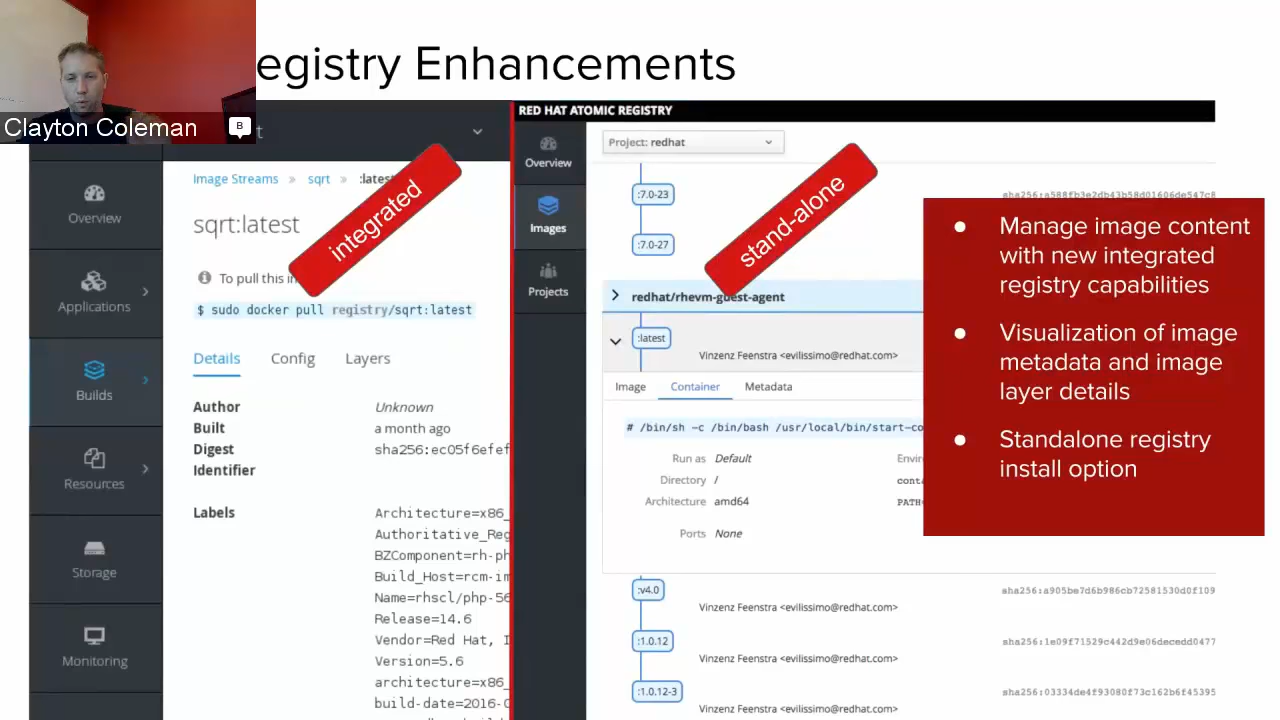 egistry Enhancements
Clayton Coleman
B
t
Overview
Applications
Builds
Resources
Storage
Monitoring
Image Streams » sqrt » :latest
sqrt:latest
integrated
To pull this
$ sudo docker pull registry/sqrt:latest
Details Config Layers
Author Unknown
Built a month ago
Digest sha256:ec05f6efef
Identifier
Labels Architecture=x86_
Authoritative_Reg
BZComponent=rh-ph
Build_Host=rcm-im
Name=rhscl/php-56
Release=14.6
Vendor=Red Hat, I
Version=5.6
architecture=x86_
build-date=2016-0
RED HAT ATOMIC REGISTRY
Overview
Images
Projects
Project: redhat
stand-alone
:7.0-23
sha256:a588fb3e2db43b58d01606de547c8
:7.0-27
redhat/rhevm-guest-agent
:latest
Vinzenz Feenstra <evilissimo@redhat.com>
Image Container Metadata
# /bin/sh -c /bin/bash /usr/local/bin/start-co
Run as Default Envir
Directory / conta
Architecture amd64 PATH
Ports None
:v4.0 sha256:a905be7d6b986cb72581530d0f109
Vinzenz Feenstra <evilissimo@redhat.com>
:1.0.12 sha256:1e09f71529c442d9e06decedd0477
Vinzenz Feenstra <evilissimo@redhat.com>
:1.0.12-3 sha256:03334de4f93080f73c162b6f45395
Vinzenz Feenstra <evilissimo@redhat.com>
● Manage image content
with new integrated
registry capabilities
● Visualization of image
metadata and image
layer details
● Standalone registry
install option